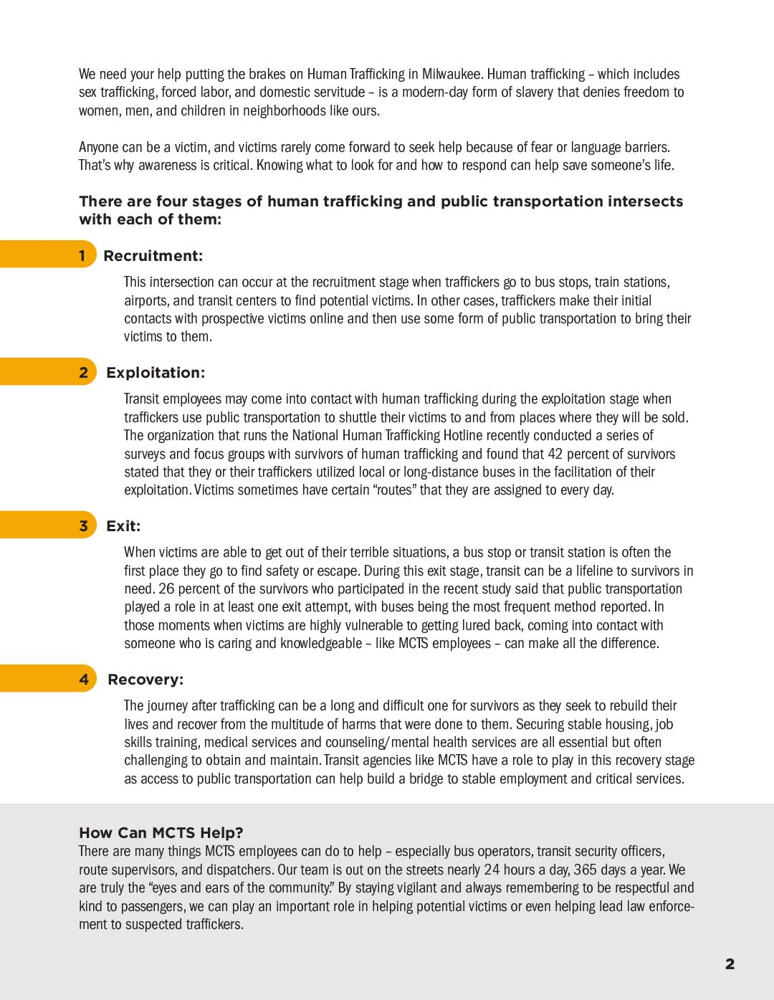 We need your help putting the brakes on Human Trafficking in Milwaukee. Human trafficking – which includes
sex trafficking, forced labor, and domestic servitude – is a modern-day form of slavery that denies freedom to
women, men, and children in neighborhoods like ours.
Anyone can be a victim, and victims rarely come forward to seek help because of fear or language barriers.
That's why awareness is critical. Knowing what to look for and how to respond can help save someone's life.
There are four stages of human trafficking and public transportation intersects
with each of them:
1 Recruitment:
This intersection can occur at the recruitment stage when traffickers go to bus stops, train stations,
airports, and transit centers to find potential victims. In other cases, traffickers make their initial
contacts with prospective victims online and then use some form of public transportation to bring their
victims to them.
2 Exploitation:
Transit employees may come into contact with human trafficking during the exploitation stage when
traffickers use public transportation to shuttle their victims to and from places where they will be sold.
The organization that runs the National Human Trafficking Hotline recently conducted a series of
surveys and focus groups with survivors of human trafficking and found that 42 percent of survivors
stated that they or their traffickers utilized local or long-distance buses in the facilitation of their
exploitation. Victims sometimes have certain “routes” that they are assigned to every day.
3 Exit:
When victims are able to get out of their terrible situations, a bus stop or transit station is often the
first place they go to find safety or escape. During this exit stage, transit can be a lifeline to survivors in
need. 26 percent of the survivors who participated in the recent study said that public transportation
played a role in at least one exit attempt, with buses being the most frequent method reported. In
those moments when victims are highly vulnerable to getting lured back, coming into contact with
someone who is caring and knowledgeable – like MCTS employees – can make all the difference.
4 Recovery:
The journey after trafficking can be a long and difficult one for survivors as they seek to rebuild their
lives and recover from the multitude of harms that were done to them. Securing stable housing, job
skills training, medical services and counseling/mental health services are all essential but often
challenging to obtain and maintain. Transit agencies like MCTS have a role to play in this recovery stage
as access to public transportation can help build a bridge to stable employment and critical services.
How Can MCTS Help?
There are many things MCTS employees can do to help – especially bus operators, transit security officers,
route supervisors, and dispatchers. Our team is out on the streets nearly 24 hours a day, 365 days a year. We
are truly the “eyes and ears of the community.” By staying vigilant and always remembering to be respectful and
kind to passengers, we can play an important role in helping potential victims or even helping lead law enforce-
ment to suspected traffickers.
2